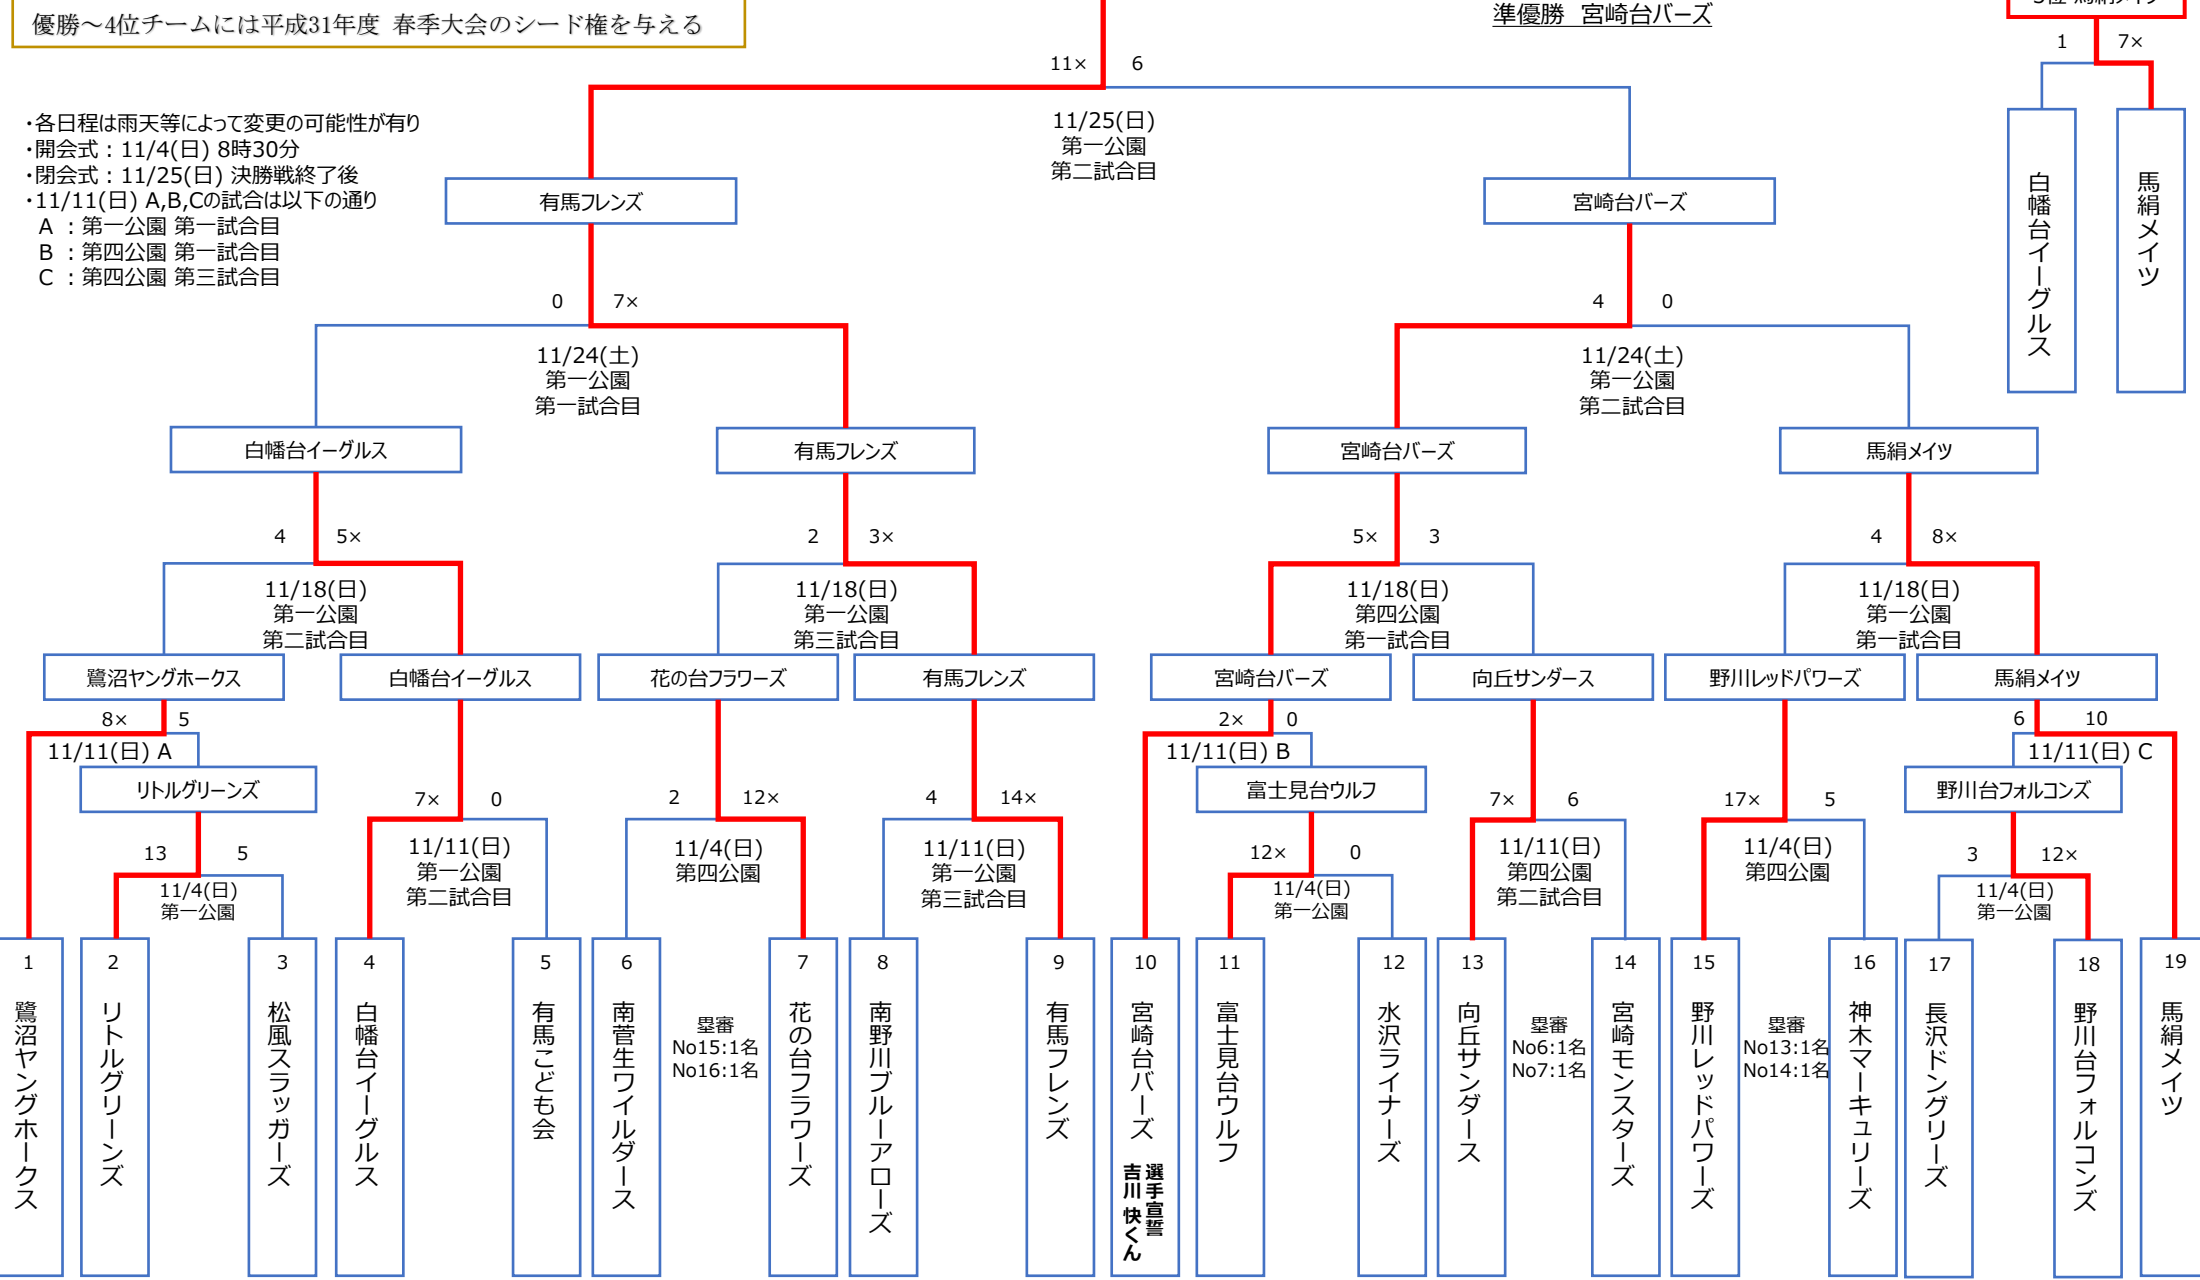 優勝～4位チームには平成31年度 春季大会のシード権を与える
準優勝 宮崎台バーズ
3位 馬絹メイツ
1 7×
白幡台イーグルス
馬絹メイツ
11× 6
11/25(日)
第一公園
第二試合目
・各日程は雨天等によって変更の可能性が有り
・開会式：11/4(日) 8時30分
・閉会式：11/25(日) 決勝戦終了後
・11/11(日) A,B,Cの試合は以下の通り
A ：第一公園 第一試合目
B ：第四公園 第一試合目
C ：第四公園 第三試合目
有馬フレンズ
宮崎台バーズ
0 7×
11/24(土)
第一公園
第一試合目
4 0
11/24(土)
第一公園
第二試合目
白幡台イーグルス
有馬フレンズ
宮崎台バーズ
馬絹メイツ
4 5×
11/18(日)
第一公園
第二試合目
2 3×
11/18(日)
第一公園
第三試合目
5× 3
11/18(日)
第四公園
第一試合目
4 8×
11/18(日)
第一公園
第一試合目
鷺沼ヤングホークス
白幡台イーグルス
花の台フラワーズ
有馬フレンズ
宮崎台バーズ
向丘サンダース
野川レッドパワーズ
馬絹メイツ
8× 5
11/11(日) A
リトルグリーンズ
13 5
11/4(日)
第一公園
7× 0
11/11(日)
第一公園
第二試合目
2 12×
11/4(日)
第四公園
4 14×
11/11(日)
第一公園
第三試合目
2× 0
11/11(日) B
富士見台ウルフ
12× 0
11/4(日)
第一公園
7× 6
11/11(日)
第四公園
第二試合目
17× 5
11/4(日)
第四公園
6 10
11/11(日) C
野川台フォルコンズ
3 12×
11/4(日)
第一公園
1
鷺沼ヤングホークス
2
リトルグリーンズ
3
松風スラッガーズ
4
白幡台イーグルス
5
有馬こども会
6
南菅生ワイルダース
塁審
No15:1名
No16:1名
7
花の台フラワーズ
8
南野川ブルーアローズ
9
有馬フレンズ
10
宮崎台バーズ
選手宣誓
吉川 快くん
11
富士見台ウルフ
12
水沢ライナーズ
13
向丘サンダース
塁審
No6:1名
No7:1名
14
宮崎モンスターズ
15
野川レッドパワーズ
塁審
No13:1名
No14:1名
16
神木マーキュリーズ
17
長沢ドングリーズ
18
野川台フォルコンズ
19
馬絹メイツ